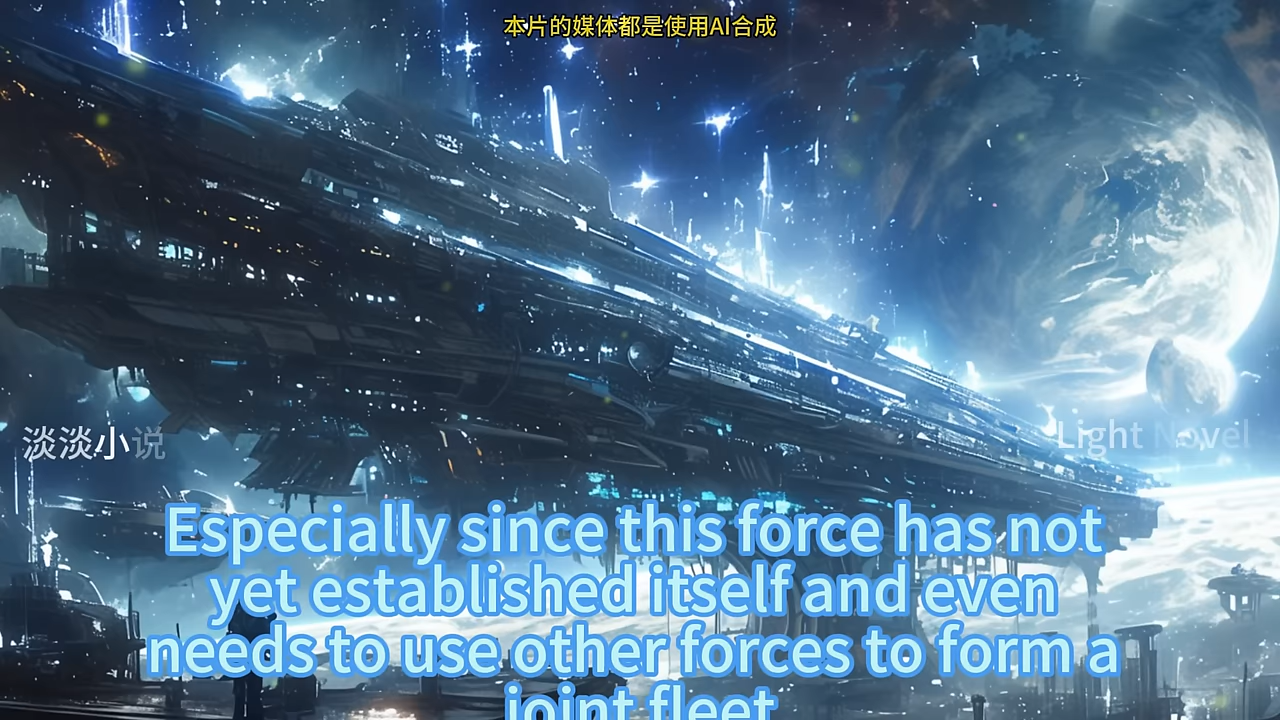 本片的媒体都是使用AI合成
淡淡小说
Light Novel
Especially since this force has not
yet established itself and even
needs to use other forces to form a
joint fleet